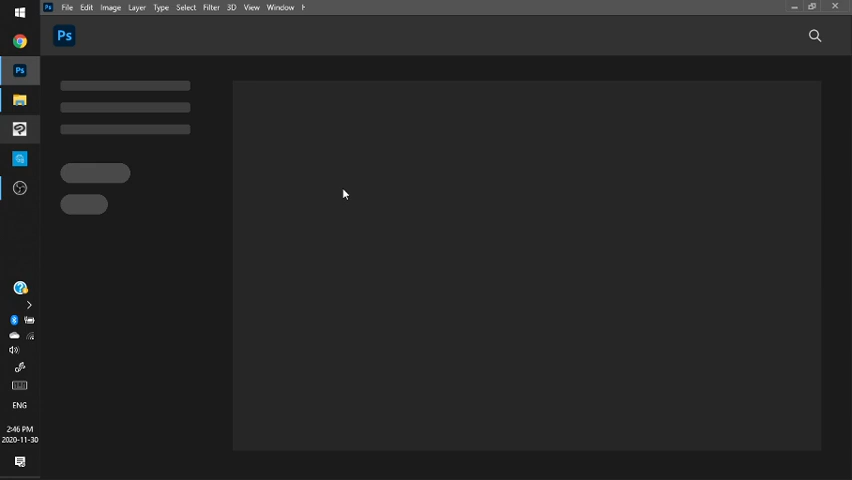 Ps File Edit Image Layer Type Select Filter 3D View Window H
Ps
Ps
ENG
2:46 PM
2020-11-30